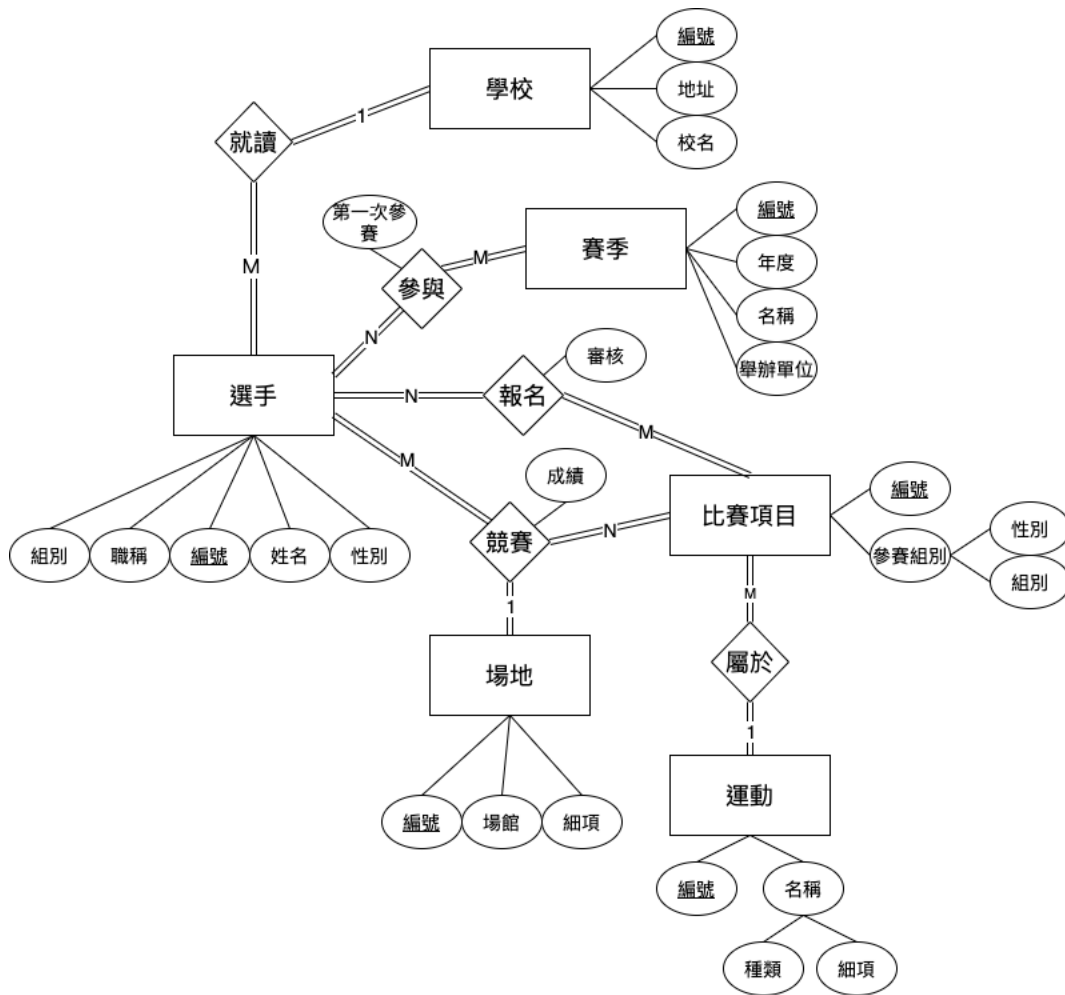 編號
學校
地址
1
校名
就讀
第一次參
賽
編號
M
賽季
年度
M
參與
名稱
N
審核
舉辦單位
選手
N
報名
M
M
成績
編號
比賽項目
性別
N
競賽
參賽組別
組別
職稱
編號
姓名
性別
組別
M
1
場地
屬於
1
編號
場館
細項
運動
編號
名稱
種類
細項